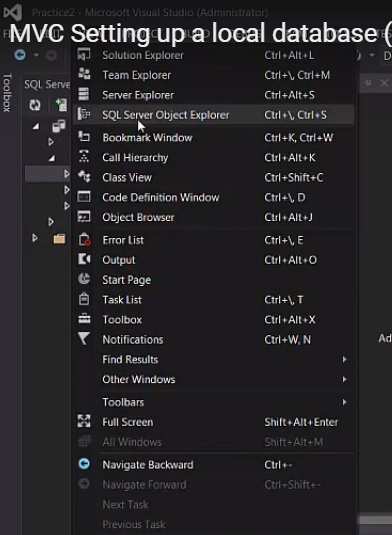 Practice2 - Microsoft Visual Studio (Administrator)
MVC Setting up a local database (
Toolbox
SQL Serve
Solution Explorer Ctrl+Alt+L
Team Explorer Ctrl+\, Ctrl+M
Server Explorer Ctrl+Alt+S
SQL Server Object Explorer Ctrl+\, Ctrl+S
Bookmark Window Ctrl+K, Ctrl+W
Call Hierarchy Ctrl+Alt+K
Class View Ctrl+Shift+C
Code Definition Window Ctrl+\, D
Object Browser Ctrl+Alt+J
Error List Ctrl+\, E
Output Ctrl+Alt+O
Start Page
Task List Ctrl+\, T
Toolbox Ctrl+Alt+X
Notifications Ctrl+W, N
Find Results
Other Windows
Toolbars
Full Screen Shift+Alt+Enter
All Windows Shift+Alt+M
Navigate Backward Ctrl+-
Navigate Forward Ctrl+Shift+-
Next Task
Previous Task
Ad